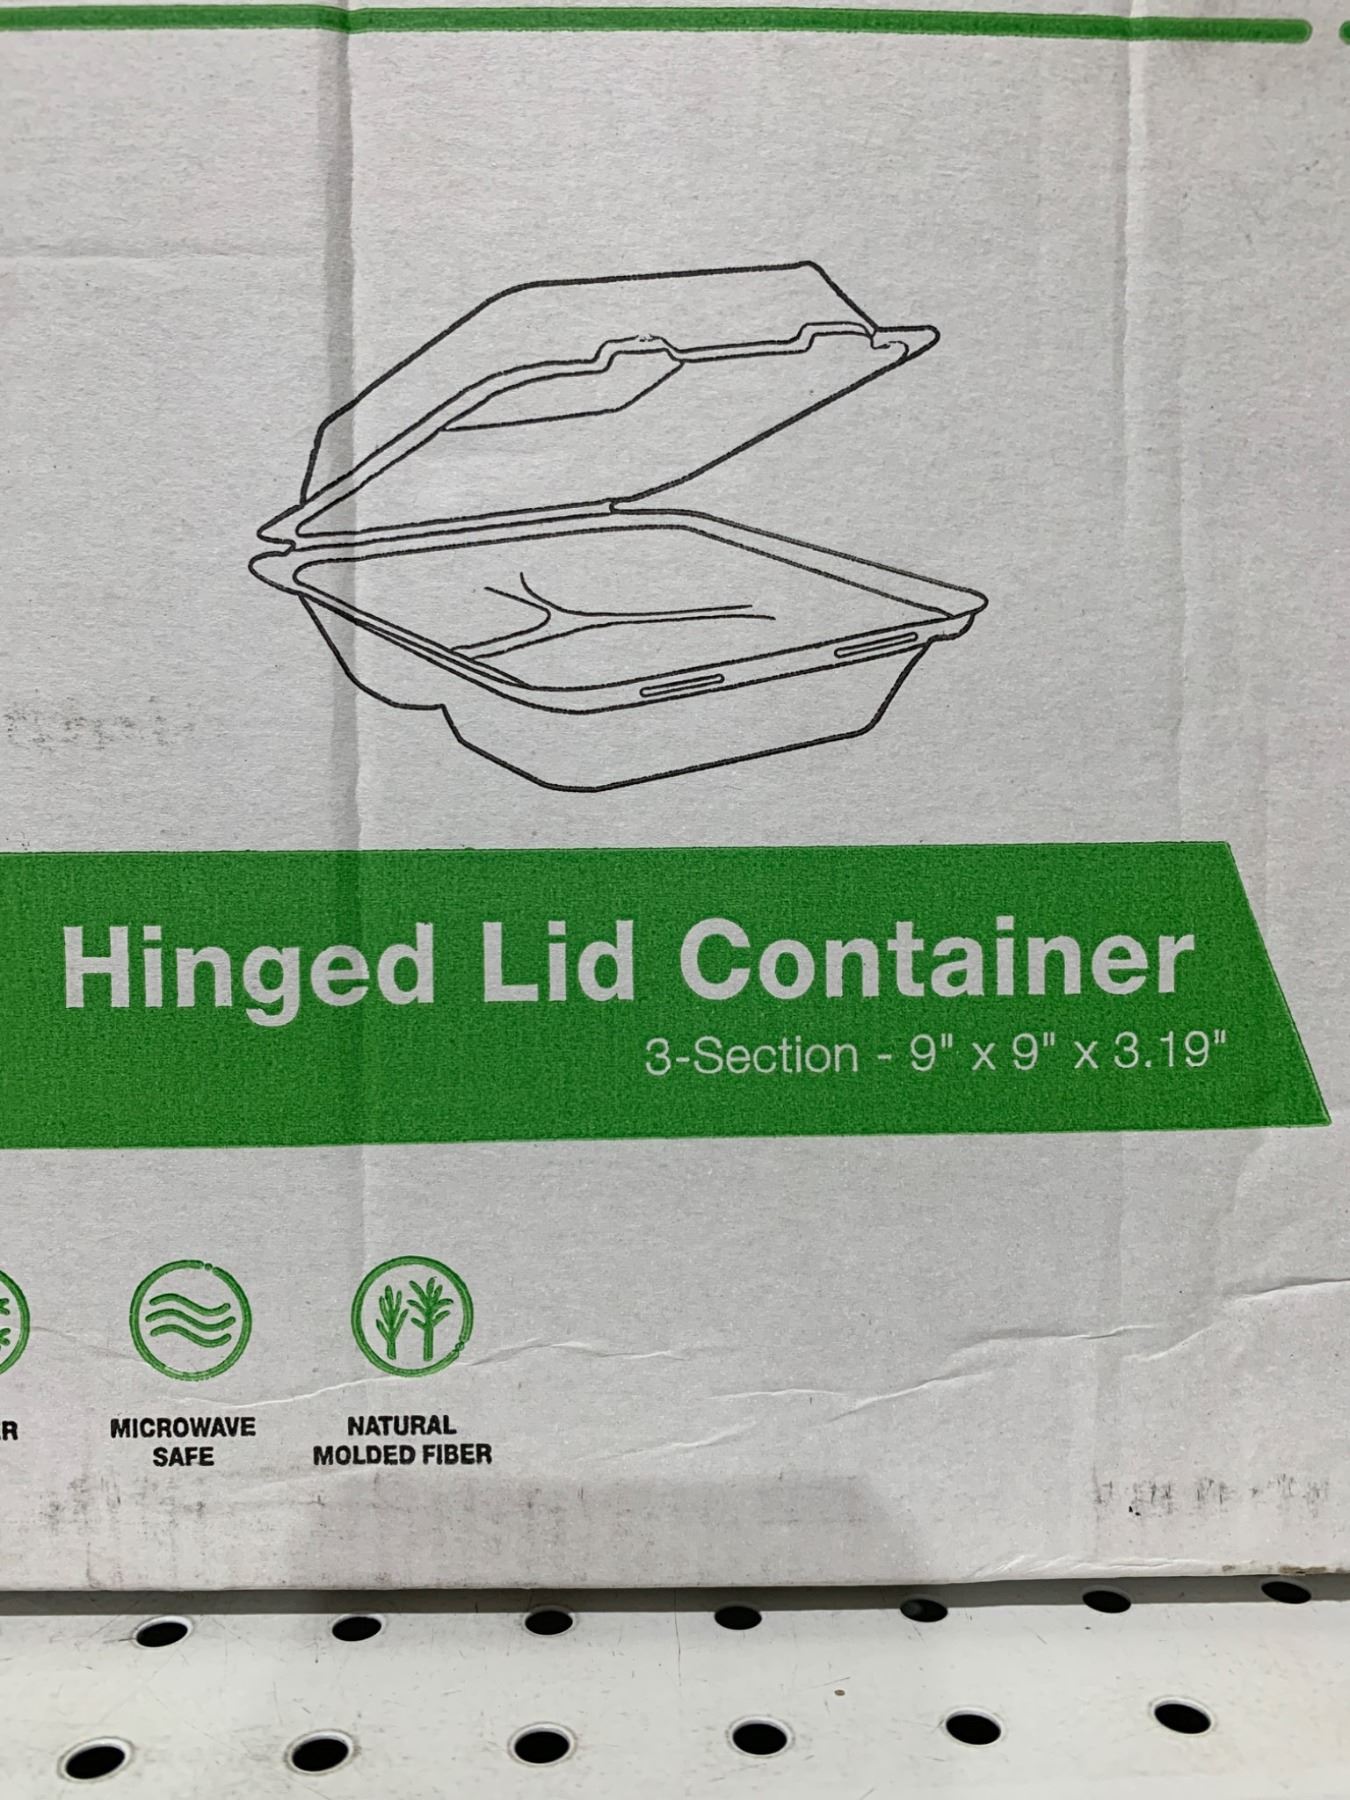 Hinged Lid Container
3-Section - 9" x 9" x 3.19"
MICROWAVE
SAFE
NATURAL
MOLDED FIBER